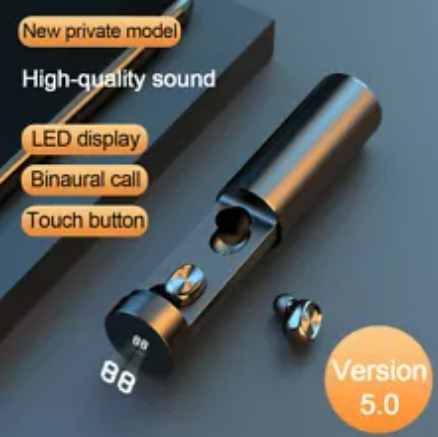 New private model
High-quality sound
LED display
Binaural call
Touch button
88
88
Version
5.0